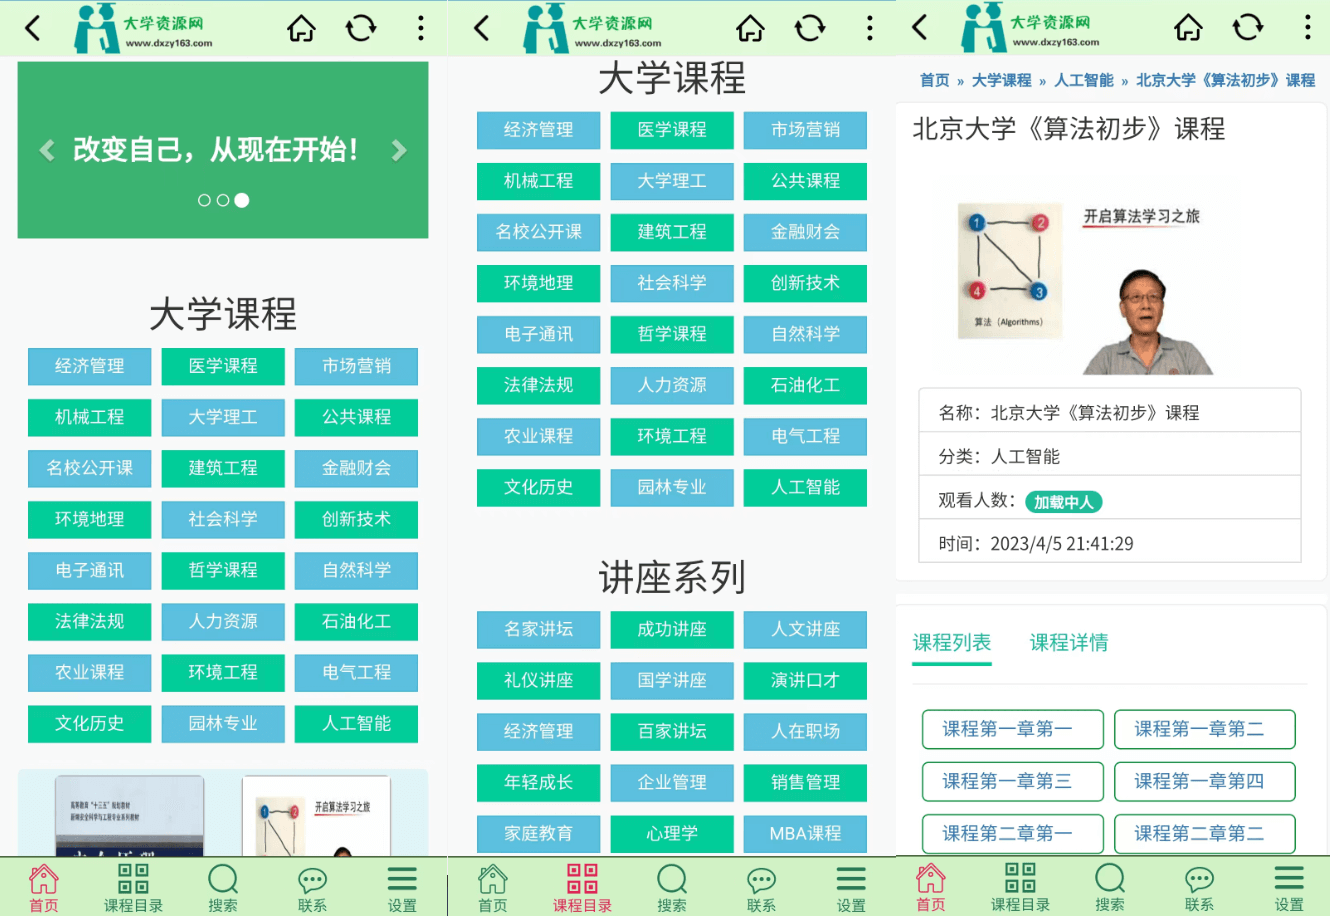 大学资源网
www.dxzy163.com
改变自己，从现在开始！
大学课程
经济管理 医学课程 市场营销
机械工程 大学理工 公共课程
名校公开课 建筑工程 金融财会
环境地理 社会科学 创新技术
电子通讯 哲学课程 自然科学
法律法规 人力资源 石油化工
农业课程 环境工程 电气工程
文化历史 园林专业 人工智能
高等教育“十三五”规划教材
新编安全科学与工程专业系列教材
1 2
开启算法学习之旅
首页 课程目录 搜索 联系 设置
大学资源网
www.dxzy163.com
大学课程
经济管理 医学课程 市场营销
机械工程 大学理工 公共课程
名校公开课 建筑工程 金融财会
环境地理 社会科学 创新技术
电子通讯 哲学课程 自然科学
法律法规 人力资源 石油化工
农业课程 环境工程 电气工程
文化历史 园林专业 人工智能
讲座系列
名家讲坛 成功讲座 人文讲座
礼仪讲座 国学讲座 演讲口才
经济管理 百家讲坛 人在职场
年轻成长 企业管理 销售管理
家庭教育 心理学 MBA课程
首页 课程目录 搜索 联系 设置
大学资源网
www.dxzy163.com
首页 » 大学课程 » 人工智能 » 北京大学《算法初步》课程
北京大学《算法初步》课程
1 2
4 3
算法（Algorithms）
开启算法学习之旅
名称：北京大学《算法初步》课程
分类：人工智能
观看人数：加载中人
时间：2023/4/5 21:41:29
课程列表 课程详情
课程第一章第一 课程第一章第二
课程第一章第三 课程第一章第四
课程第二章第一 课程第二章第二
首页 课程目录 搜索 联系 设置